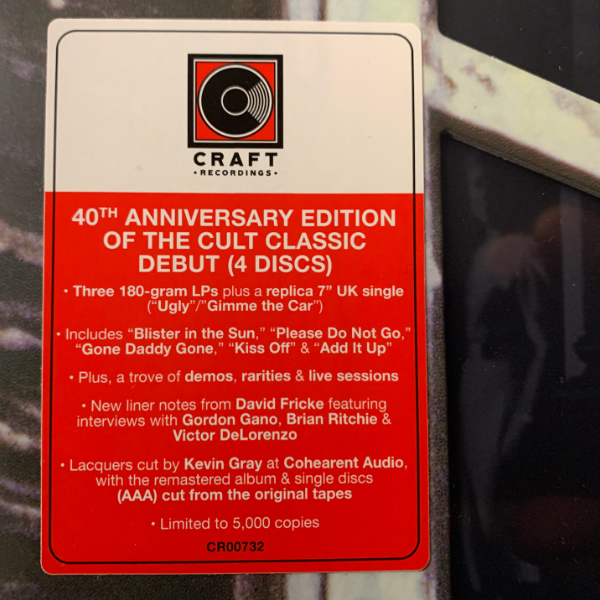 CRAFT
• RECORDINGS •
40TH ANNIVERSARY EDITION
OF THE CULT CLASSIC
DEBUT (4 DISCS)
• Three 180-gram LPs plus a replica 7” UK single
(“Ugly”/”Gimme the Car”)
• Includes “Blister in the Sun,” “Please Do Not Go,”
“Gone Daddy Gone,” “Kiss Off” & “Add It Up”
• Plus, a trove of demos, rarities & live sessions
• New liner notes from David Fricke featuring
interviews with Gordon Gano, Brian Ritchie &
Victor DeLorenzo
• Lacquers cut by Kevin Gray at Cohearent Audio,
with the remastered album & single discs
(AAA) cut from the original tapes
• Limited to 5,000 copies
CR00732